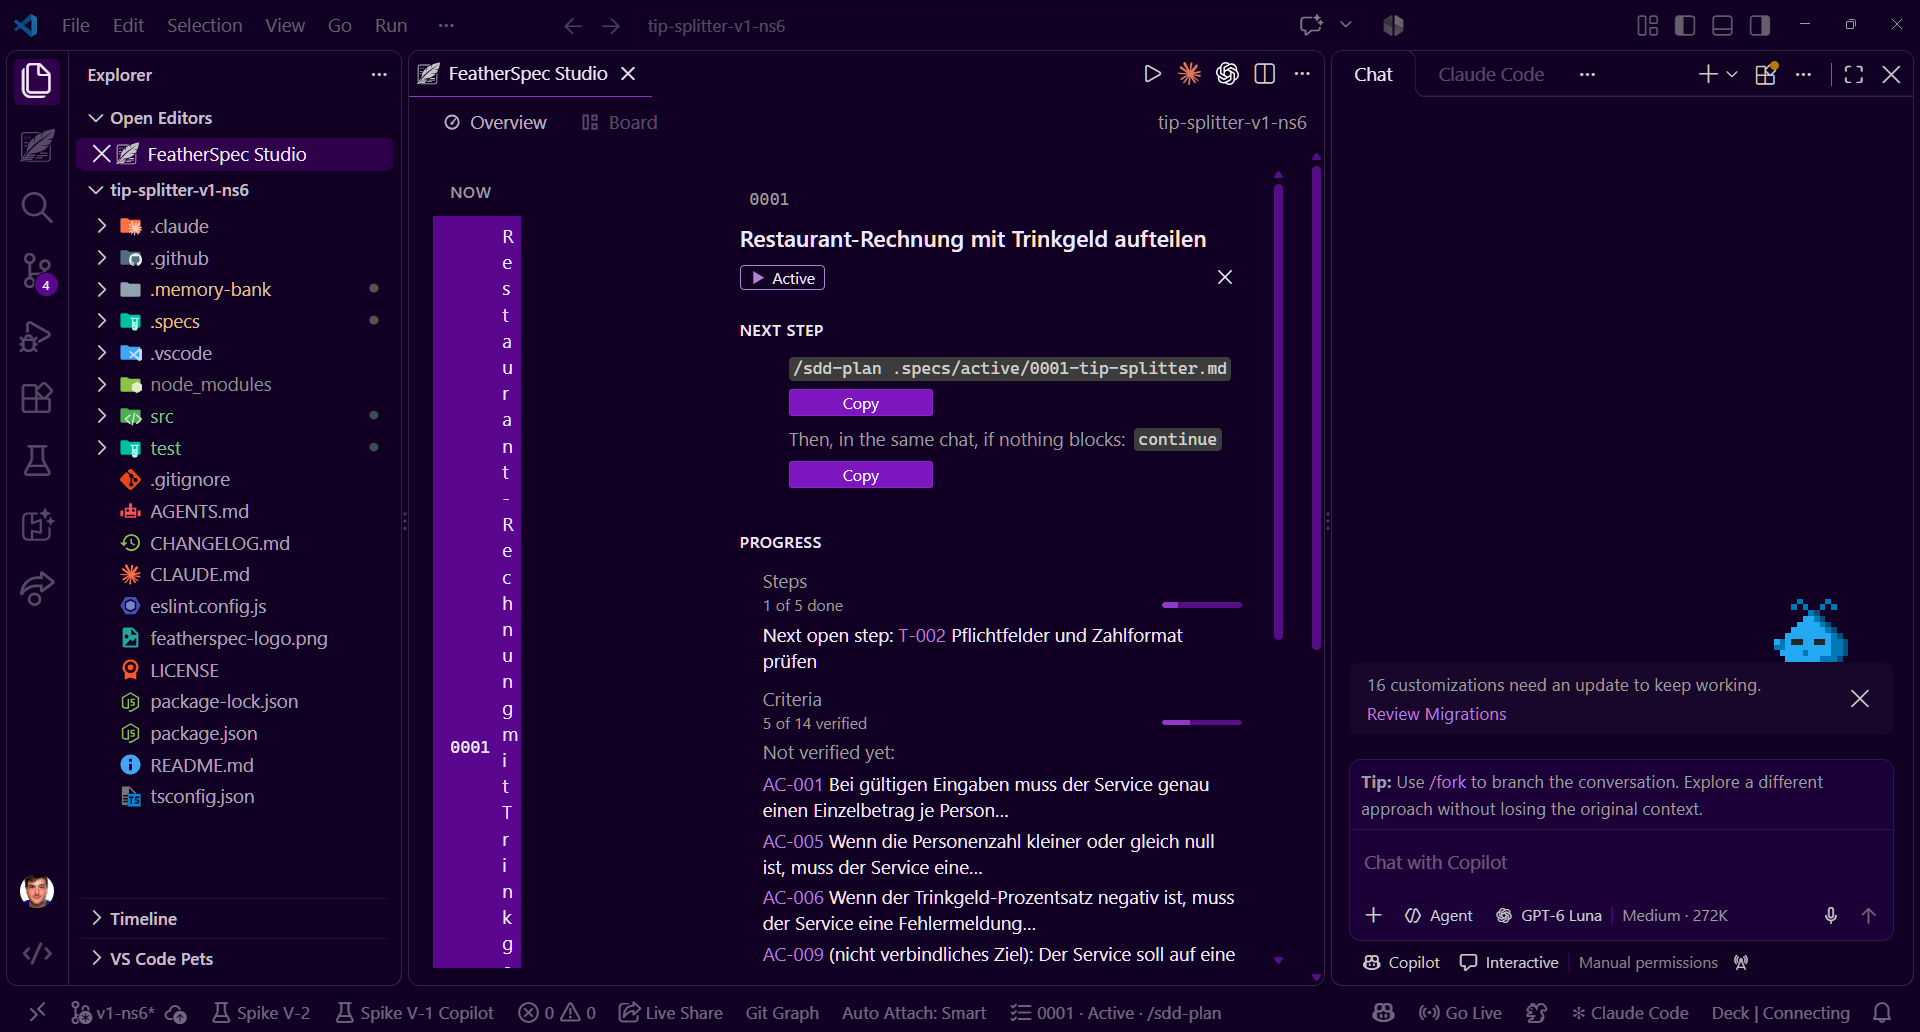 File Edit Selection View Go Run ···
tip-splitter-v1-ns6
Explorer
Open Editors
FeatherSpec Studio
tip-splitter-v1-ns6
.claude
.github
.memory-bank
.specs
.vscode
node_modules
src
test
.gitignore
AGENTS.md
CHANGELOG.md
CLAUDE.md
eslint.config.js
featherspec-logo.png
LICENSE
package-lock.json
package.json
README.md
tsconfig.json
Timeline
VS Code Pets
4
FeatherSpec Studio
Overview Board tip-splitter-v1-ns6
NOW
0001
R
e
s
t
a
u
r
a
n
t
-
R
e
c
h
n
u
n
g
m
i
t
T
r
i
n
k
g
0001
Restaurant-Rechnung mit Trinkgeld aufteilen
Active
NEXT STEP
/sdd-plan .specs/active/0001-tip-splitter.md
Copy
Then, in the same chat, if nothing blocks: continue
Copy
PROGRESS
Steps
1 of 5 done
Next open step: T-002 Pflichtfelder und Zahlformat
prüfen
Criteria
5 of 14 verified
Not verified yet:
AC-001 Bei gültigen Eingaben muss der Service genau
einen Einzelbetrag je Person...
AC-005 Wenn die Personenzahl kleiner oder gleich null
ist, muss der Service eine...
AC-006 Wenn der Trinkgeld-Prozentsatz negativ ist, muss
der Service eine Fehlermeldung...
AC-009 (nicht verbindliches Ziel): Der Service soll auf eine
Chat Claude Code ···
16 customizations need an update to keep working.
Review Migrations
Tip: Use /fork to branch the conversation. Explore a different
approach without losing the original context.
Chat with Copilot
Agent GPT-6 Luna Medium · 272K
Copilot Interactive Manual permissions
v1-ns6* Spike V-2 Spike V-1 Copilot 0 0 Live Share Git Graph Auto Attach: Smart 0001 · Active · /sdd-plan Go Live Claude Code Deck | Connecting